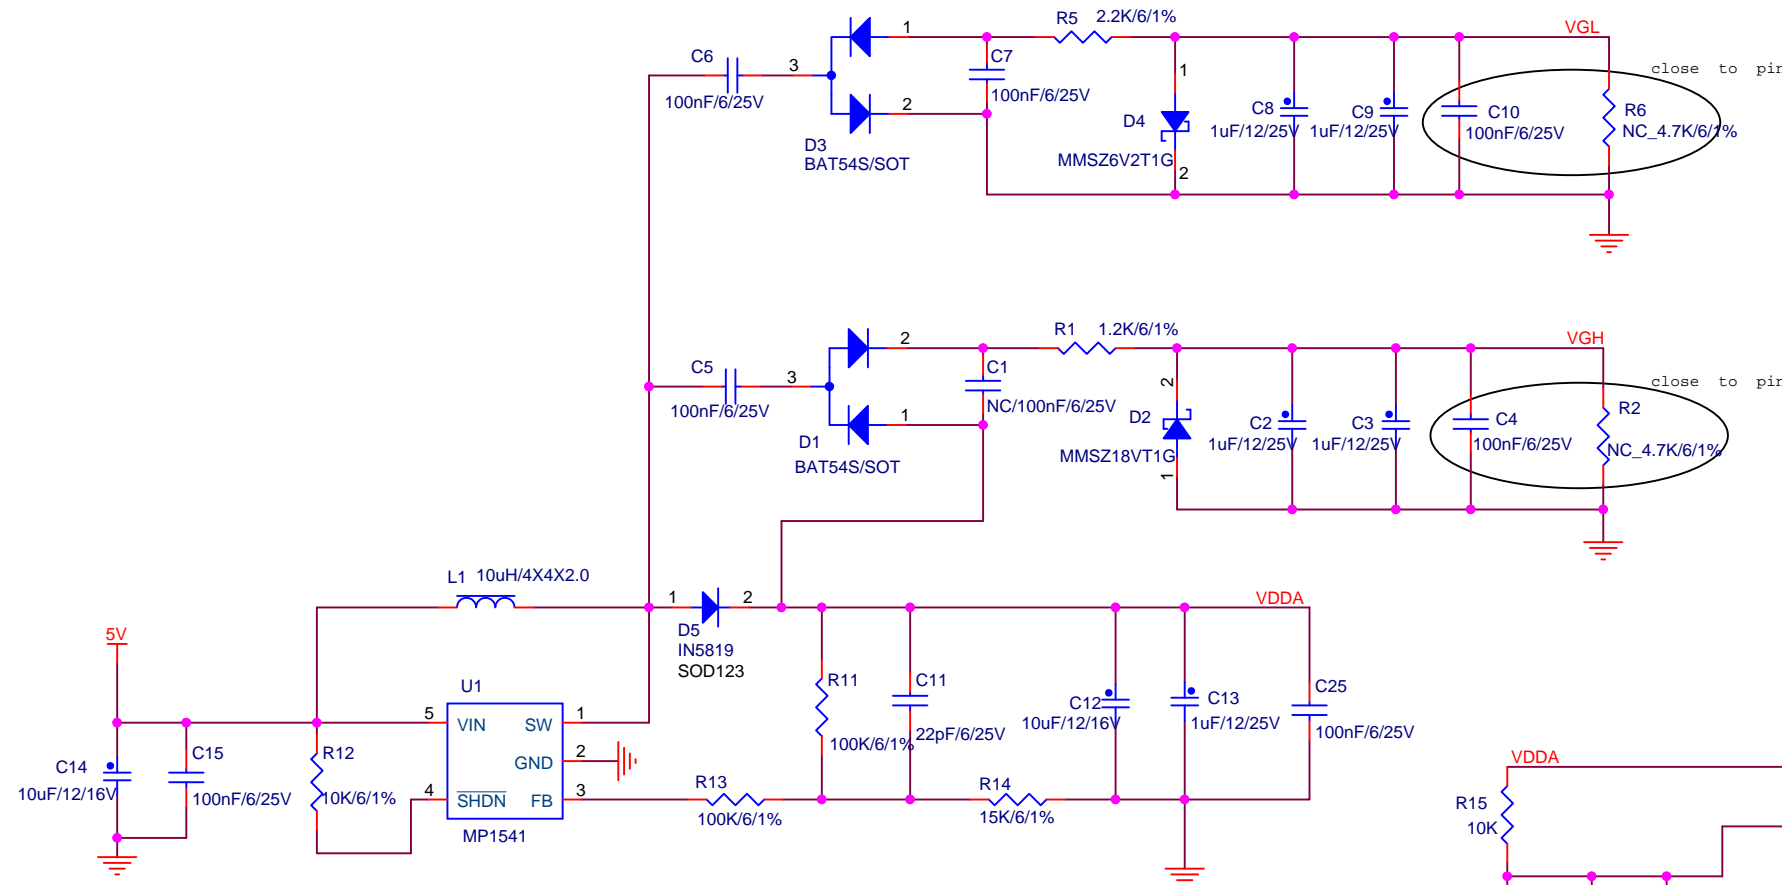 R5 2.2K/6/1%
VGL
1
C6
3
100nF/6/25V
2
D3
BAT54S/SOT
C7
100nF/6/25V
1
D4
MMSZ6V2T1G
2
C8
1uF/12/25V
C9
1uF/12/25V
C10
100nF/6/25V
close to pin
R6
NC_4.7K/6/1%
R1 1.2K/6/1%
VGH
2
C5
3
100nF/6/25V
1
D1
BAT54S/SOT
C1
NC/100nF/6/25V
2
D2
MMSZ18VT1G
1
C2
1uF/12/25V
C3
1uF/12/25V
C4
100nF/6/25V
close to pin
R2
NC_4.7K/6/1%
L1 10uH/4X4X2.0
1
2
D5
IN5819
SOD123
VDDA
5V
U1
5
VIN
SW
1
GND
2
4
SHDN
FB
3
MP1541
C14
10uF/12/16V
C15
100nF/6/25V
R12
10K/6/1%
R11
100K/6/1%
C11
22pF/6/25V
R13
100K/6/1%
R14
15K/6/1%
C12
10uF/12/16V
C13
1uF/12/25V
C25
100nF/6/25V
VDDA
R15
10K